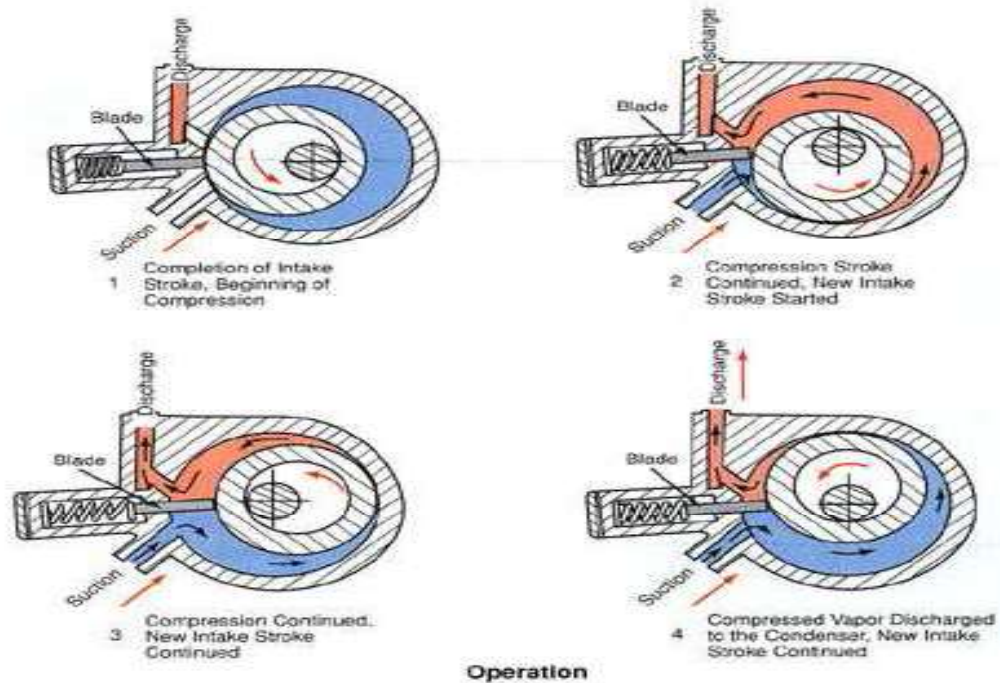 Discharge
Blade
Suction
1 Completion of Intake
Stroke, Beginning of
Compression
Discharge
Blade
Suction
2 Compression Stroke
Continued, New Intake
Stroke Started
Discharge
Blade
Suction
3 Compression Continued,
New Intake Stroke
Continued
Discharge
Blade
Suction
4 Compressed Vapor Discharged
to the Condenser, New Intake
Stroke Continued
Operation